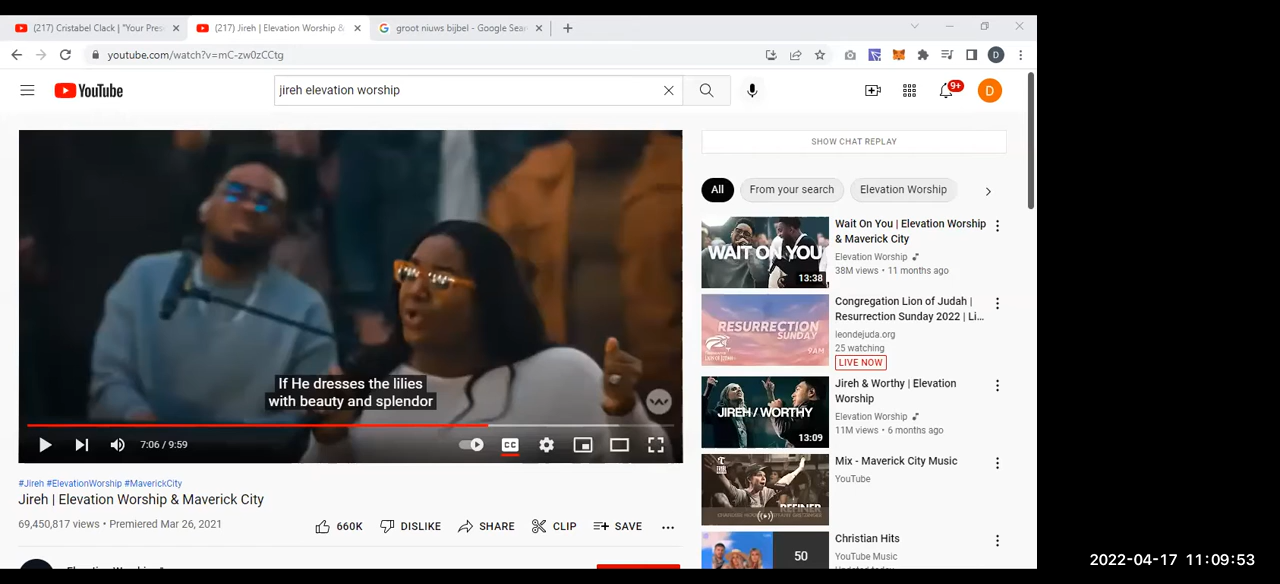 (217) Cristabel Clack | "Your Pres
(217) Jireh | Elevation Worship &
groot niuws bijbel - Google Sear
youtube.com/watch?v=mC-zw0zCCtg
D
YouTube
jireh elevation worship
9+
D
If He dresses the lilies
with beauty and splendor
7:06 / 9:59
CC
#Jireh #ElevationWorship #MaverickCity
Jireh | Elevation Worship & Maverick City
69,450,817 views • Premiered Mar 26, 2021
660K
DISLIKE
SHARE
CLIP
SAVE
SHOW CHAT REPLAY
All
From your search
Elevation Worship
WAIT ON YOU
13:38
Wait On You | Elevation Worship
& Maverick City
Elevation Worship
38M views • 11 months ago
RESURRECTION
SUNDAY
9AM
Congregation Lion of Judah |
Resurrection Sunday 2022 | Li...
leondejuda.org
25 watching
LIVE NOW
JIREH / WORTHY
13:09
Jireh & Worthy | Elevation
Worship
Elevation Worship
11M views • 6 months ago
REFINER
Mix - Maverick City Music
YouTube
50
Christian Hits
YouTube Music
2022-04-17 11:09:53